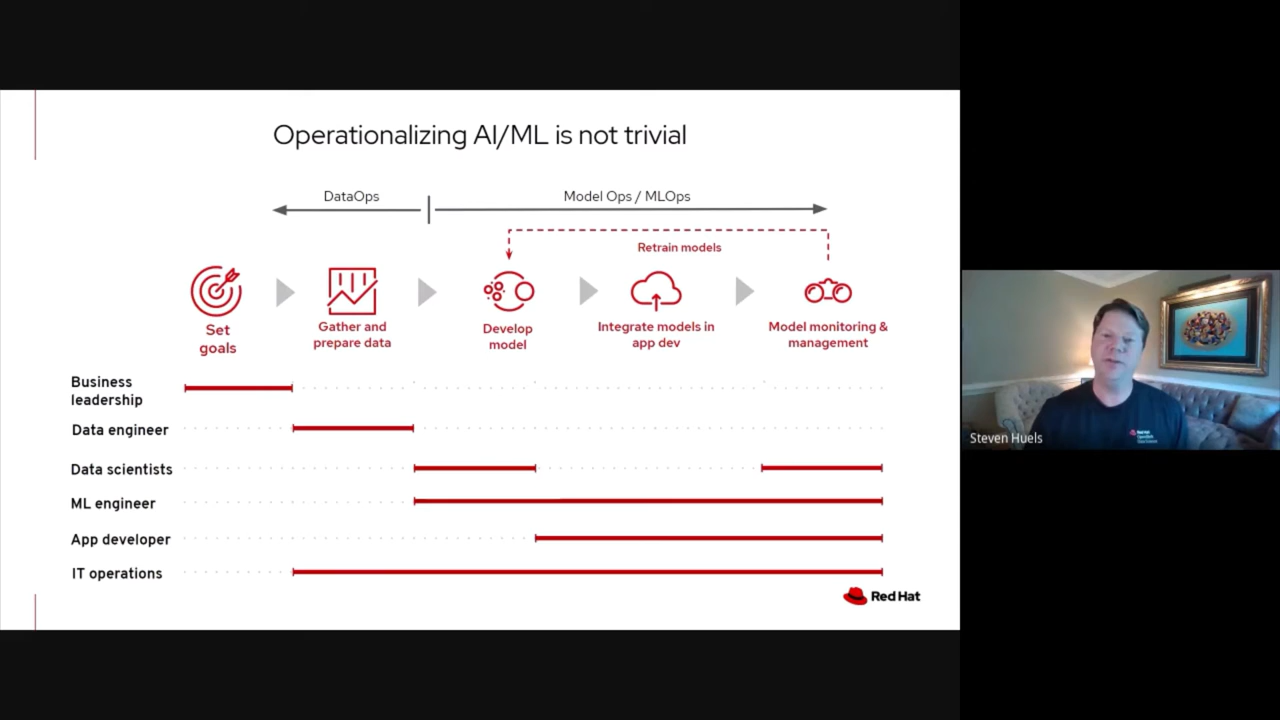 Operationalizing AI/ML is not trivial
DataOps
Model Ops / MLOps
Retrain models
Set
goals
Gather and
prepare data
Develop
model
Integrate models in
app dev
Model monitoring &
management
Business
leadership
Data engineer
Data scientists
ML engineer
App developer
IT operations
Red Hat
Steven Huels
Red Hat